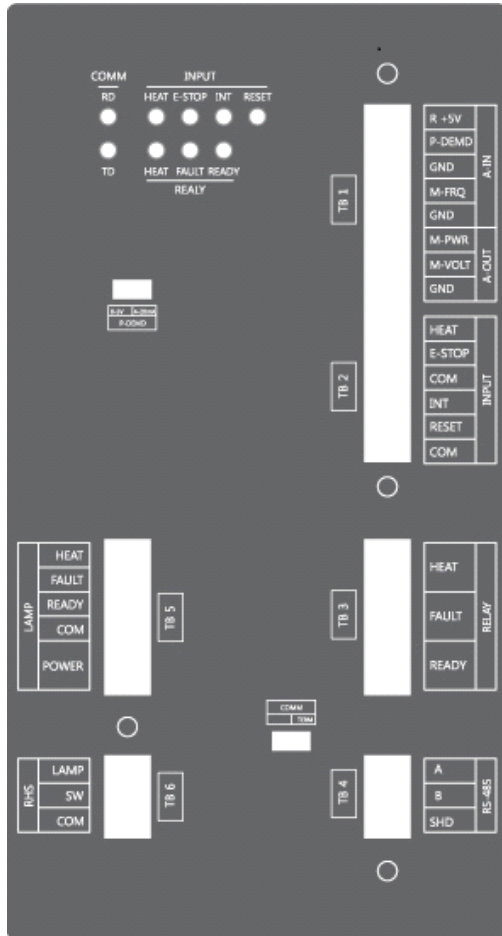 COMM INPUT
RD HEAT E-STOP INT RESET
TD HEAT FAULT READY
REALY
P-DEMD
TB 1
R +5V
P-DEMD
GND
M-FRQ
GND
A-IN
M-PWR
M-VOLT
GND
A-OUT
TB 2
HEAT
E-STOP
COM
INT
RESET
COM
INPUT
LAMP
HEAT
FAULT
READY
COM
POWER
TB 5
TB 3
HEAT
FAULT
READY
RELAY
COMM
TERM
RHS
LAMP
SW
COM
TB 6
TB 4
A
B
SHD
RS-485